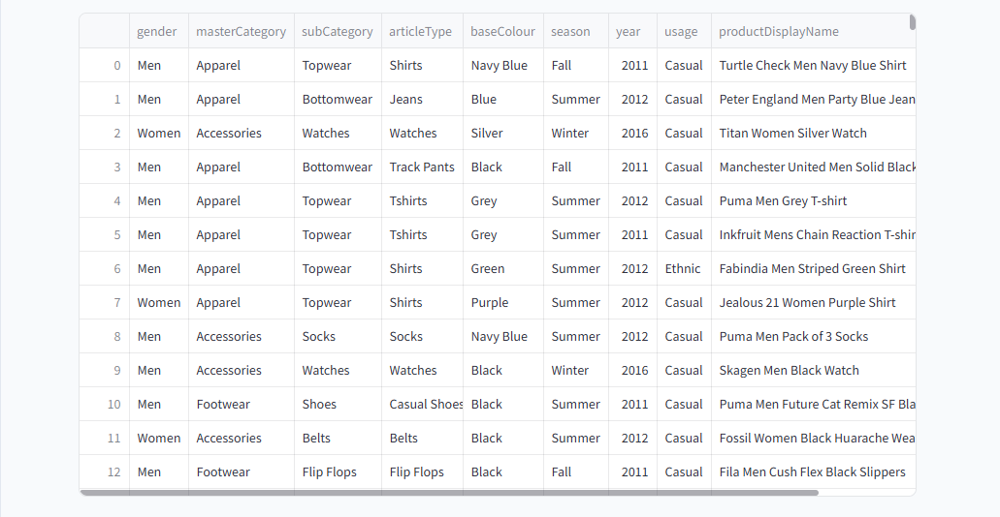 gender masterCategory subCategory articleType baseColour season year usage productDisplayName
0 Men Apparel Topwear Shirts Navy Blue Fall 2011 Casual Turtle Check Men Navy Blue Shirt
1 Men Apparel Bottomwear Jeans Blue Summer 2012 Casual Peter England Men Party Blue Jean
2 Women Accessories Watches Watches Silver Winter 2016 Casual Titan Women Silver Watch
3 Men Apparel Bottomwear Track Pants Black Fall 2011 Casual Manchester United Men Solid Black
4 Men Apparel Topwear Tshirts Grey Summer 2012 Casual Puma Men Grey T-shirt
5 Men Apparel Topwear Tshirts Grey Summer 2011 Casual Inkfruit Mens Chain Reaction T-shir
6 Men Apparel Topwear Shirts Green Summer 2012 Ethnic Fabindia Men Striped Green Shirt
7 Women Apparel Topwear Shirts Purple Summer 2012 Casual Jealous 21 Women Purple Shirt
8 Men Accessories Socks Socks Navy Blue Summer 2012 Casual Puma Men Pack of 3 Socks
9 Men Accessories Watches Watches Black Winter 2016 Casual Skagen Men Black Watch
10 Men Footwear Shoes Casual Shoes Black Summer 2011 Casual Puma Men Future Cat Remix SF Bla
11 Women Accessories Belts Belts Black Summer 2012 Casual Fossil Women Black Huarache Wea
12 Men Footwear Flip Flops Flip Flops Black Fall 2011 Casual Fila Men Cush Flex Black Slippers